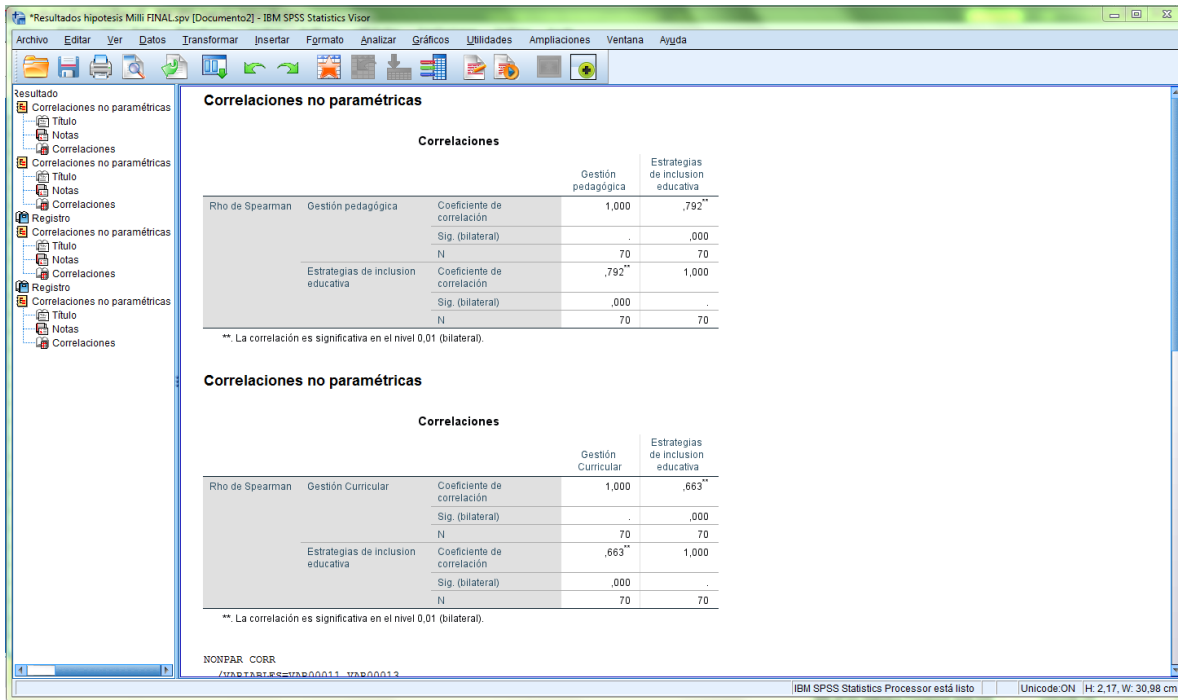 *Resultados hipotesis Milli FINAL.spv [Documento2] - IBM SPSS Statistics Visor
Archivo Editar Ver Datos Transformar Insertar Formato Analizar Gráficos Utilidades Ampliaciones Ventana Ayuda
Resultado
Correlaciones no paramétricas
Título
Notas
Correlaciones
Correlaciones no paramétricas
Título
Notas
Correlaciones
Registro
Correlaciones no paramétricas
Título
Notas
Correlaciones
Registro
Correlaciones no paramétricas
Título
Notas
Correlaciones
Correlaciones no paramétricas
Correlaciones
Gestión pedagógica Estrategias de inclusion educativa
Rho de Spearman Gestión pedagógica Coeficiente de correlación 1,000 ,792**
Sig. (bilateral) . ,000
N 70 70
Estrategias de inclusion educativa Coeficiente de correlación ,792** 1,000
Sig. (bilateral) ,000 .
N 70 70
**. La correlación es significativa en el nivel 0,01 (bilateral).
Correlaciones no paramétricas
Correlaciones
Gestión Curricular Estrategias de inclusion educativa
Rho de Spearman Gestión Curricular Coeficiente de correlación 1,000 ,663**
Sig. (bilateral) . ,000
N 70 70
Estrategias de inclusion educativa Coeficiente de correlación ,663** 1,000
Sig. (bilateral) ,000 .
N 70 70
**. La correlación es significativa en el nivel 0,01 (bilateral).
NONPAR CORR
/VARIABLES=VAR00011 VAR00013
IBM SPSS Statistics Processor está listo Unicode:ON H: 2,17, W: 30,98 cm